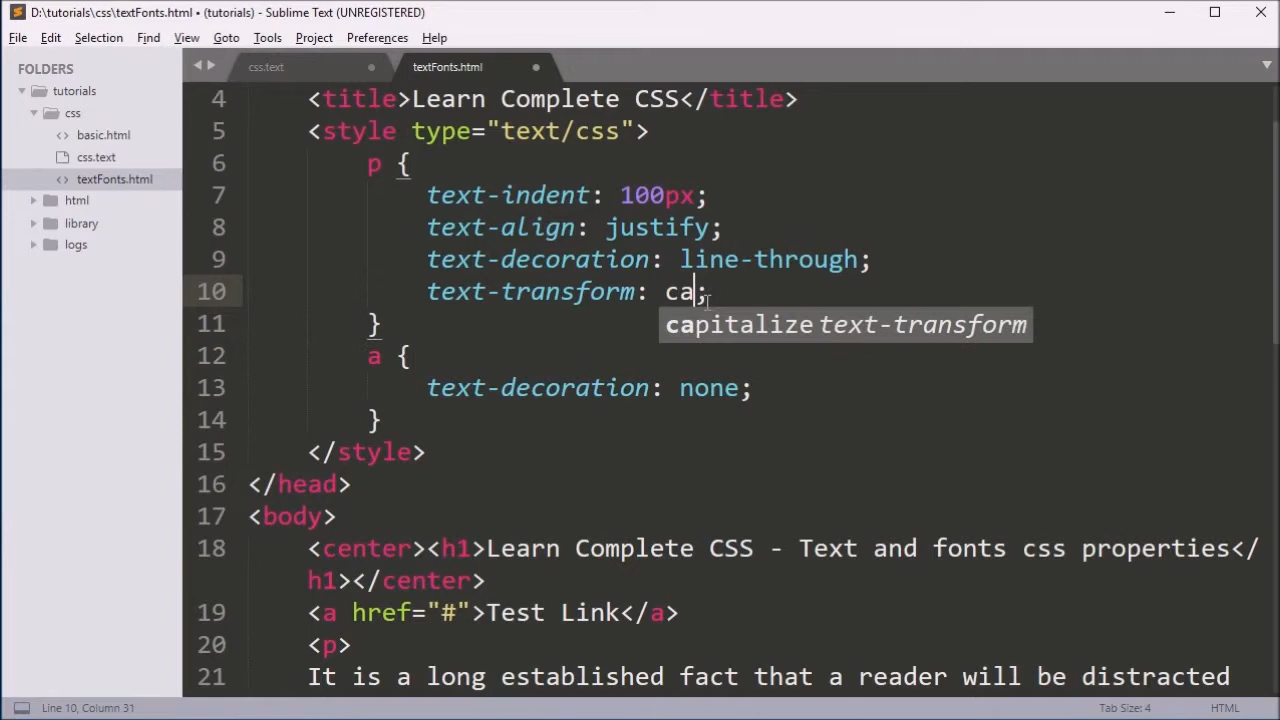 D:\tutorials\css\textFonts.html • (tutorials) - Sublime Text (UNREGISTERED)
File Edit Selection Find View Goto Tools Project Preferences Help
FOLDERS
tutorials
css
basic.html
css.text
textFonts.html
html
library
logs
css.text textFonts.html
4 <title>Learn Complete CSS</title>
5 <style type="text/css">
6 p {
7 text-indent: 100px;
8 text-align: justify;
9 text-decoration: line-through;
10 text-transform: ca;
capitalize text-transform
11 }
12 a {
13 text-decoration: none;
14 }
15 </style>
16 </head>
17 <body>
18 <center><h1>Learn Complete CSS - Text and fonts css properties</
h1></center>
19 <a href="#">Test Link</a>
20 <p>
21 It is a long established fact that a reader will be distracted
Line 10, Column 31 Tab Size: 4 HTML